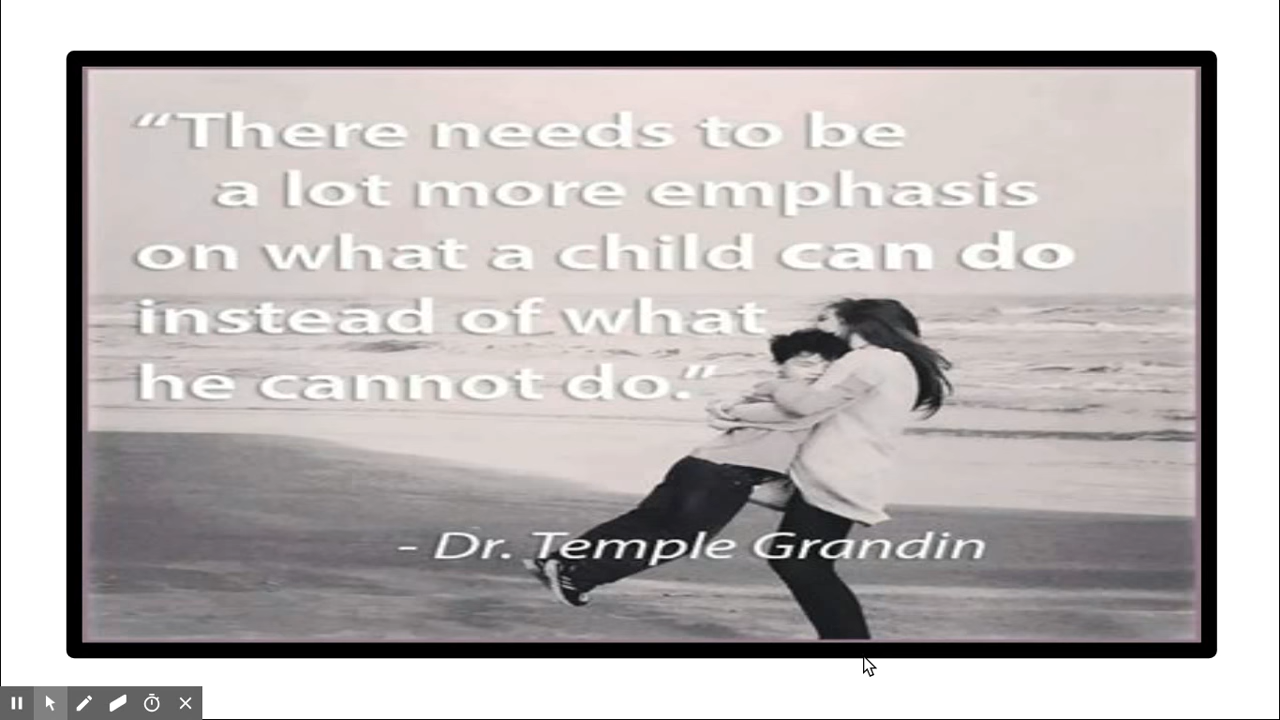 “There needs to be
a lot more emphasis
on what a child can do
instead of what
he cannot do.”
- Dr. Temple Grandin